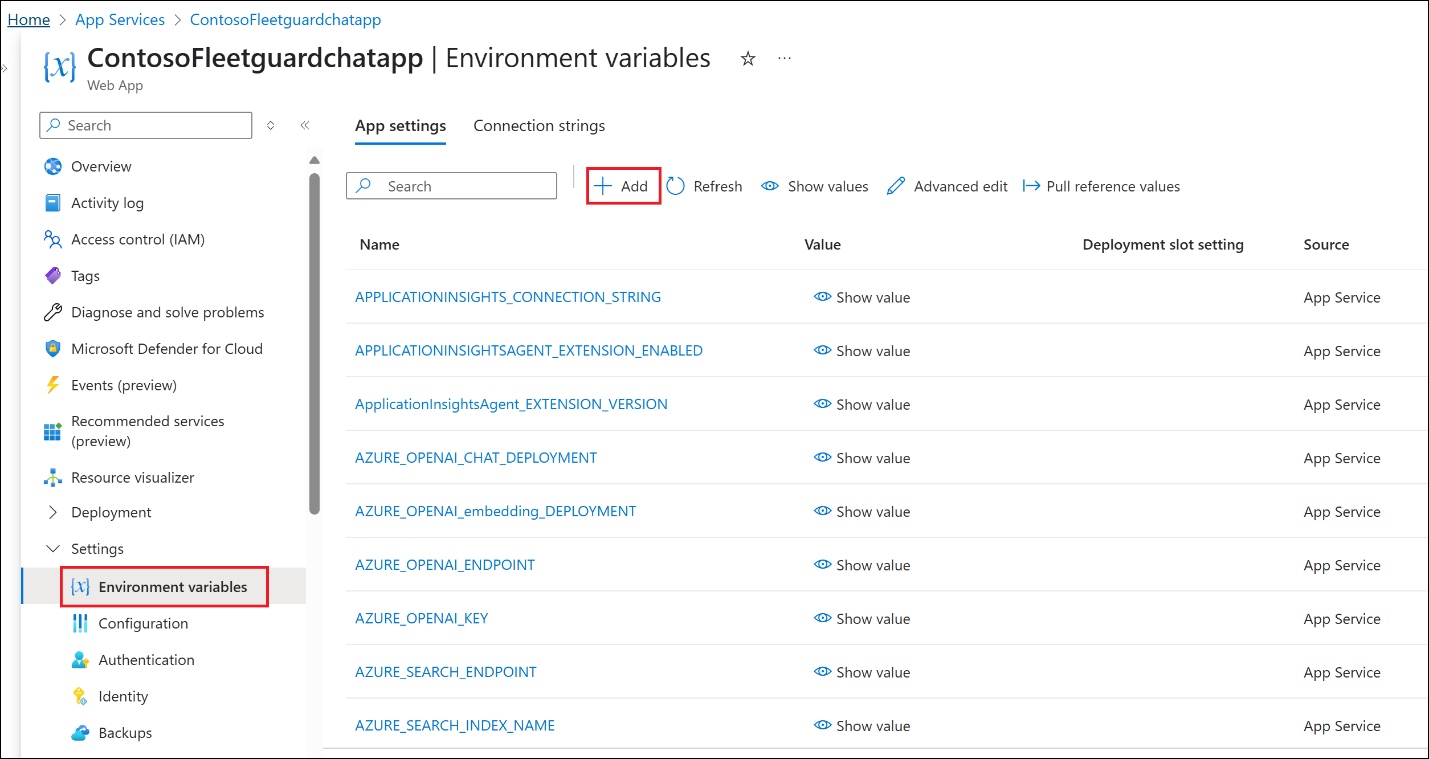 Home > App Services > ContosoFleetguardchatapp
ContosoFleetguardchatapp | Environment variables
Web App
Search
Overview
Activity log
Access control (IAM)
Tags
Diagnose and solve problems
Microsoft Defender for Cloud
Events (preview)
Recommended services
(preview)
Resource visualizer
Deployment
Settings
Environment variables
Configuration
Authentication
Identity
Backups
App settings Connection strings
Search Add Refresh Show values Advanced edit Pull reference values
Name Value Deployment slot setting Source
APPLICATIONINSIGHTS_CONNECTION_STRING Show value App Service
APPLICATIONINSIGHTSAGENT_EXTENSION_ENABLED Show value App Service
ApplicationInsightsAgent_EXTENSION_VERSION Show value App Service
AZURE_OPENAI_CHAT_DEPLOYMENT Show value App Service
AZURE_OPENAI_embedding_DEPLOYMENT Show value App Service
AZURE_OPENAI_ENDPOINT Show value App Service
AZURE_OPENAI_KEY Show value App Service
AZURE_SEARCH_ENDPOINT Show value App Service
AZURE_SEARCH_INDEX_NAME Show value App Service